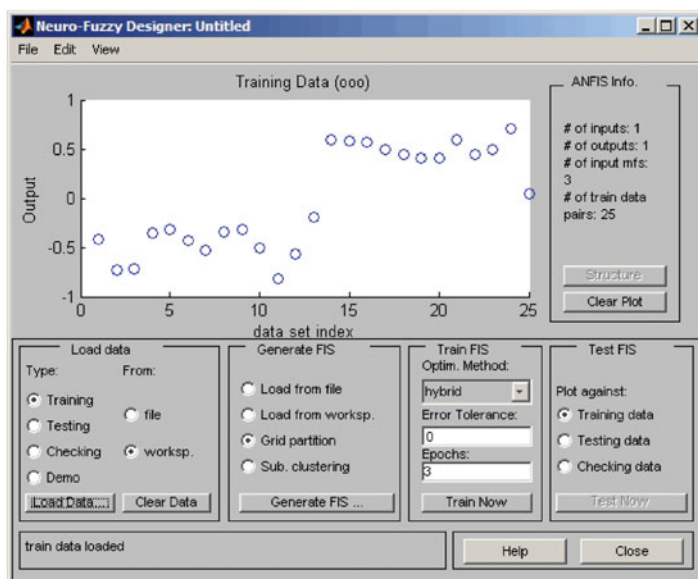 Neuro-Fuzzy Designer: Untitled
File Edit View
Training Data (ooo)
1
0.5
0
-0.5
-1
Output
0 5 10 15 20 25
data set index
ANFIS Info.
# of inputs: 1
# of outputs: 1
# of input mfs:
3
# of train data
pairs: 25
Structure
Clear Plot
Load data
Type: From:
Training
Testing
Checking
Demo
file
worksp.
Load Data... Clear Data
Generate FIS
Load from file
Load from worksp.
Grid partition
Sub. clustering
Generate FIS ...
Train FIS
Optim. Method:
hybrid
Error Tolerance:
0
Epochs:
3
Train Now
Test FIS
Plot against:
Training data
Testing data
Checking data
Test Now
train data loaded
Help Close